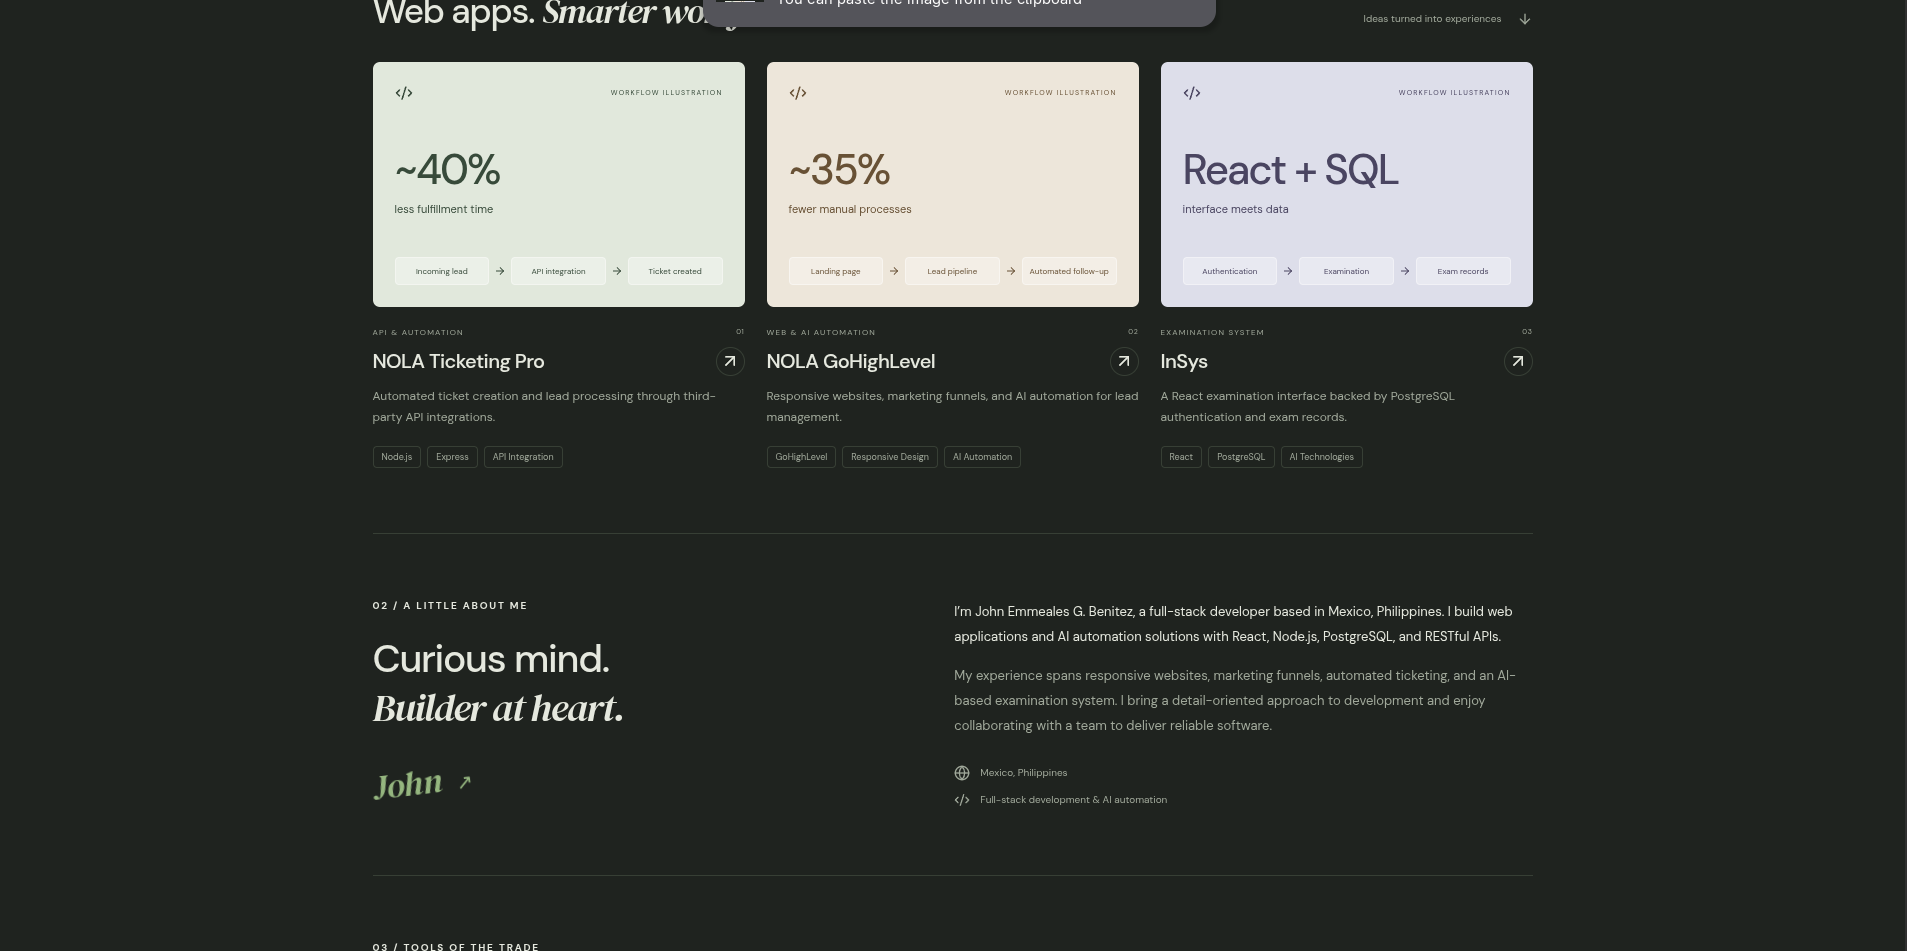 You can paste the image from the clipboard
Web apps. Smarter wo
Ideas turned into experiences
WORKFLOW ILLUSTRATION
~40%
less fulfillment time
Incoming lead → API integration → Ticket created
API & AUTOMATION 01
NOLA Ticketing Pro
Automated ticket creation and lead processing through third-
party API integrations.
Node.js Express API Integration
WORKFLOW ILLUSTRATION
~35%
fewer manual processes
Landing page → Lead pipeline → Automated follow-up
WEB & AI AUTOMATION 02
NOLA GoHighLevel
Responsive websites, marketing funnels, and AI automation for lead
management.
GoHighLevel Responsive Design AI Automation
WORKFLOW ILLUSTRATION
React + SQL
interface meets data
Authentication → Examination → Exam records
EXAMINATION SYSTEM 03
InSys
A React examination interface backed by PostgreSQL
authentication and exam records.
React PostgreSQL AI Technologies
02 / A LITTLE ABOUT ME
Curious mind.
Builder at heart.
John ↗
I’m John Emmeales G. Benitez, a full-stack developer based in Mexico, Philippines. I build web
applications and AI automation solutions with React, Node.js, PostgreSQL, and RESTful APIs.
My experience spans responsive websites, marketing funnels, automated ticketing, and an AI-
based examination system. I bring a detail-oriented approach to development and enjoy
collaborating with a team to deliver reliable software.
Mexico, Philippines
Full-stack development & AI automation
03 / TOOLS OF THE TRADE